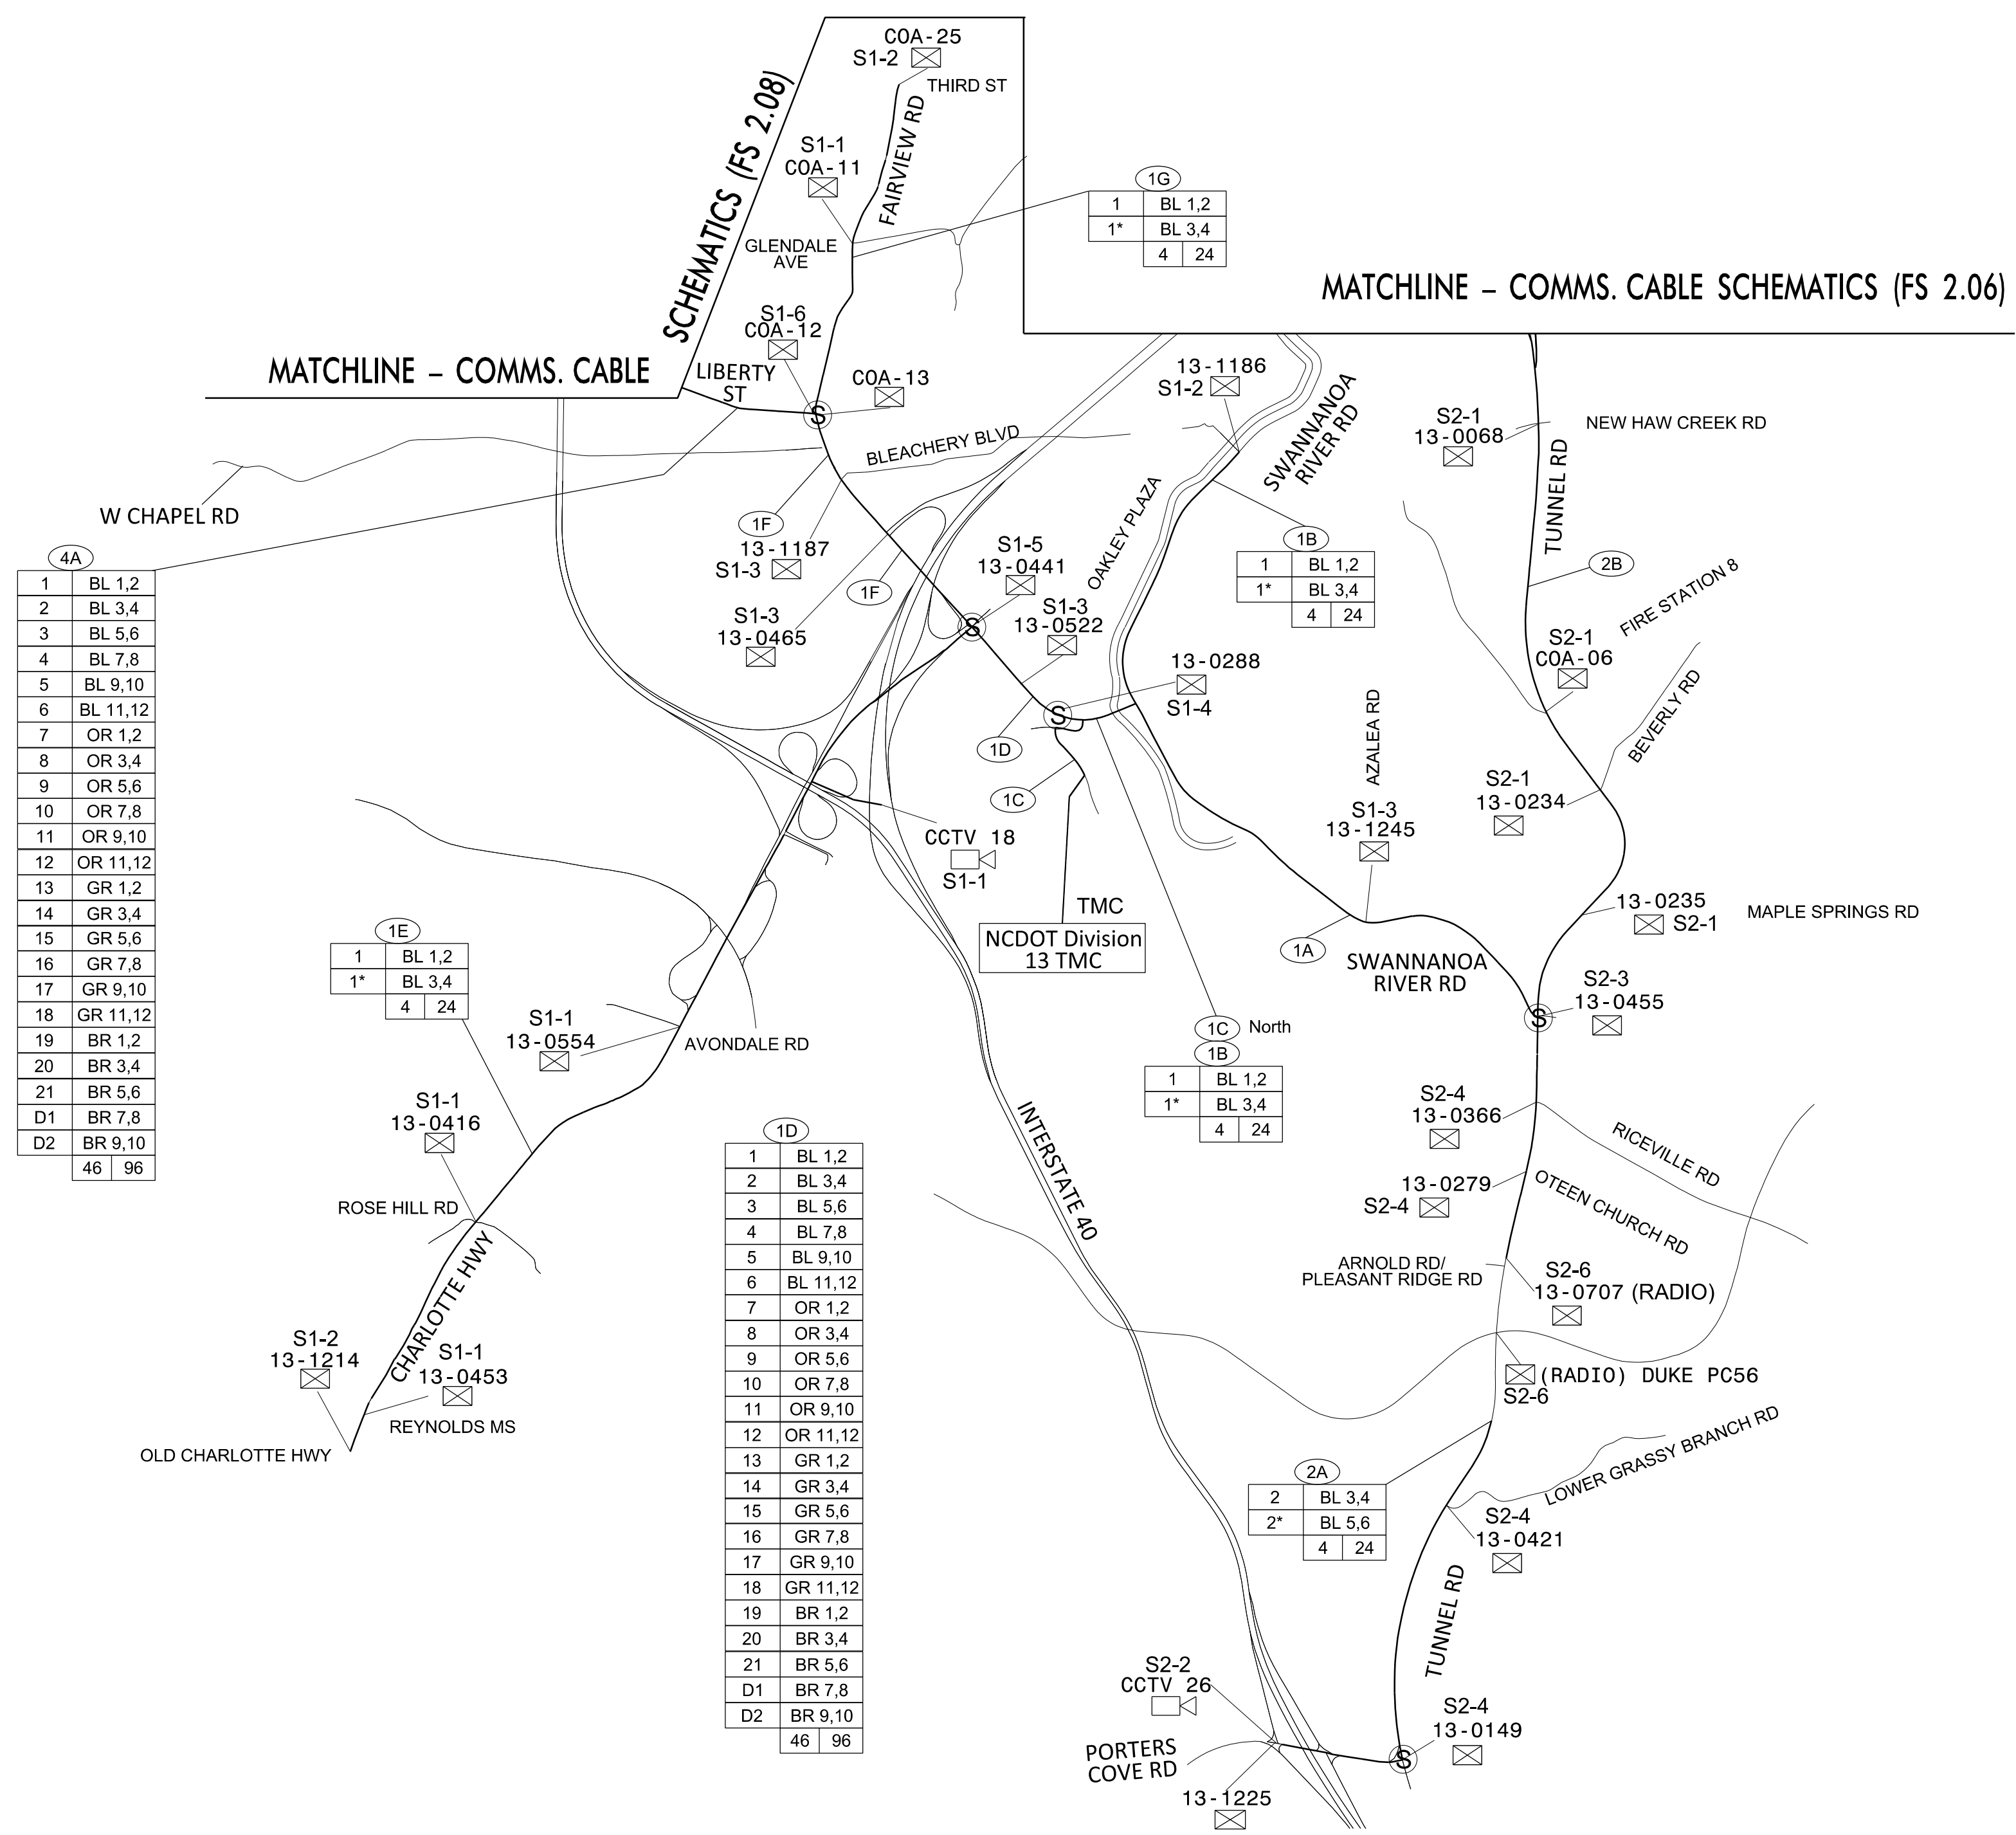 COA-25
S1-2
THIRD ST
SCHEMATICS (FS 2.08)
FAIRVIEW RD
S1-1
COA-11
1G
1 BL 1,2
1* BL 3,4
4 24
GLENDALE
AVE
MATCHLINE – COMMS. CABLE SCHEMATICS (FS 2.06)
S1-6
COA-12
MATCHLINE – COMMS. CABLE
LIBERTY
ST
COA-13
S
13-1186
S1-2
SWANNANOA
RIVER RD
S2-1
13-0068
NEW HAW CREEK RD
TUNNEL RD
BLEACHERY BLVD
W CHAPEL RD
1F
13-1187
S1-3
OAKLEY PLAZA
S1-5
13-0441
1F
1B
1 BL 1,2
1* BL 3,4
4 24
2B
FIRE STATION 8
S1-3
13-0465
S
S1-3
13-0522
S2-1
COA-06
13-0288
S1-4
S
BEVERLY RD
AZALEA RD
1D
1C
S2-1
13-0234
4A
1 BL 1,2
2 BL 3,4
3 BL 5,6
4 BL 7,8
5 BL 9,10
6 BL 11,12
7 OR 1,2
8 OR 3,4
9 OR 5,6
10 OR 7,8
11 OR 9,10
12 OR 11,12
13 GR 1,2
14 GR 3,4
15 GR 5,6
16 GR 7,8
17 GR 9,10
18 GR 11,12
19 BR 1,2
20 BR 3,4
21 BR 5,6
D1 BR 7,8
D2 BR 9,10
46 96
CCTV 18
S1-1
S1-3
13-1245
TMC
NCDOT Division
13 TMC
13-0235
S2-1
MAPLE SPRINGS RD
1A
SWANNANOA
RIVER RD
S2-3
13-0455
S
1E
1 BL 1,2
1* BL 3,4
4 24
S1-1
13-0554
AVONDALE RD
1C North
1B
1 BL 1,2
1* BL 3,4
4 24
S1-1
13-0416
ROSE HILL RD
CHARLOTTE HWY
INTERSTATE 40
S2-4
13-0366
RICEVILLE RD
13-0279
S2-4
OTEEN CHURCH RD
ARNOLD RD/
PLEASANT RIDGE RD
S2-6
13-0707 (RADIO)
1D
1 BL 1,2
2 BL 3,4
3 BL 5,6
4 BL 7,8
5 BL 9,10
6 BL 11,12
7 OR 1,2
8 OR 3,4
9 OR 5,6
10 OR 7,8
11 OR 9,10
12 OR 11,12
13 GR 1,2
14 GR 3,4
15 GR 5,6
16 GR 7,8
17 GR 9,10
18 GR 11,12
19 BR 1,2
20 BR 3,4
21 BR 5,6
D1 BR 7,8
D2 BR 9,10
46 96
S1-2
13-1214
S1-1
13-0453
REYNOLDS MS
OLD CHARLOTTE HWY
(RADIO) DUKE PC56
S2-6
LOWER GRASSY BRANCH RD
2A
2 BL 3,4
2* BL 5,6
4 24
S2-4
13-0421
TUNNEL RD
S2-2
CCTV 26
PORTERS
COVE RD
13-1225
S
S2-4
13-0149